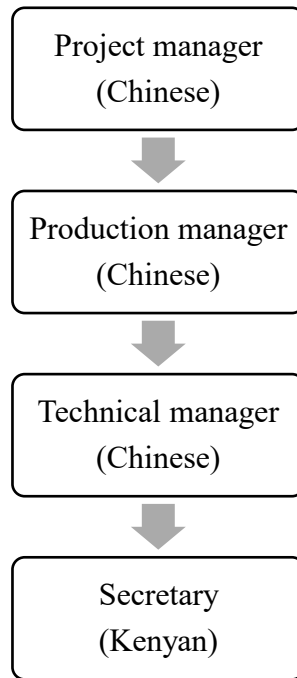 Project manager
(Chinese)
Production manager
(Chinese)
Technical manager
(Chinese)
Secretary
(Kenyan)